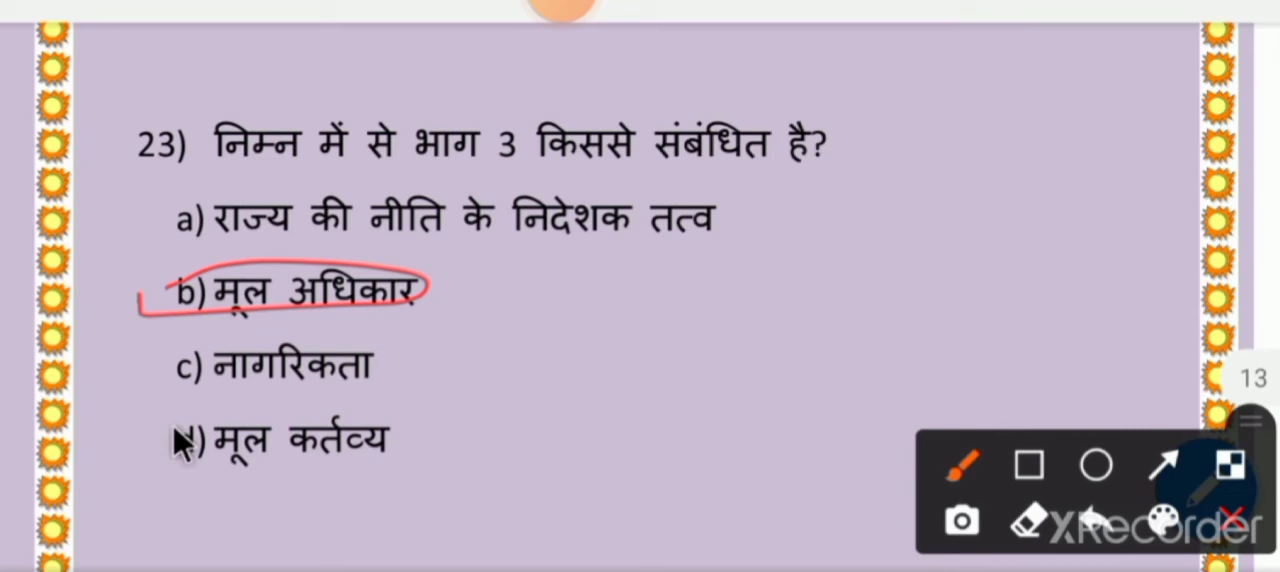 23) निम्न में से भाग 3 किससे संबंधित है?
a) राज्य की नीति के निदेशक तत्व
b) मूल अधिकार
c) नागरिकता
d) मूल कर्तव्य
13
XRecorder